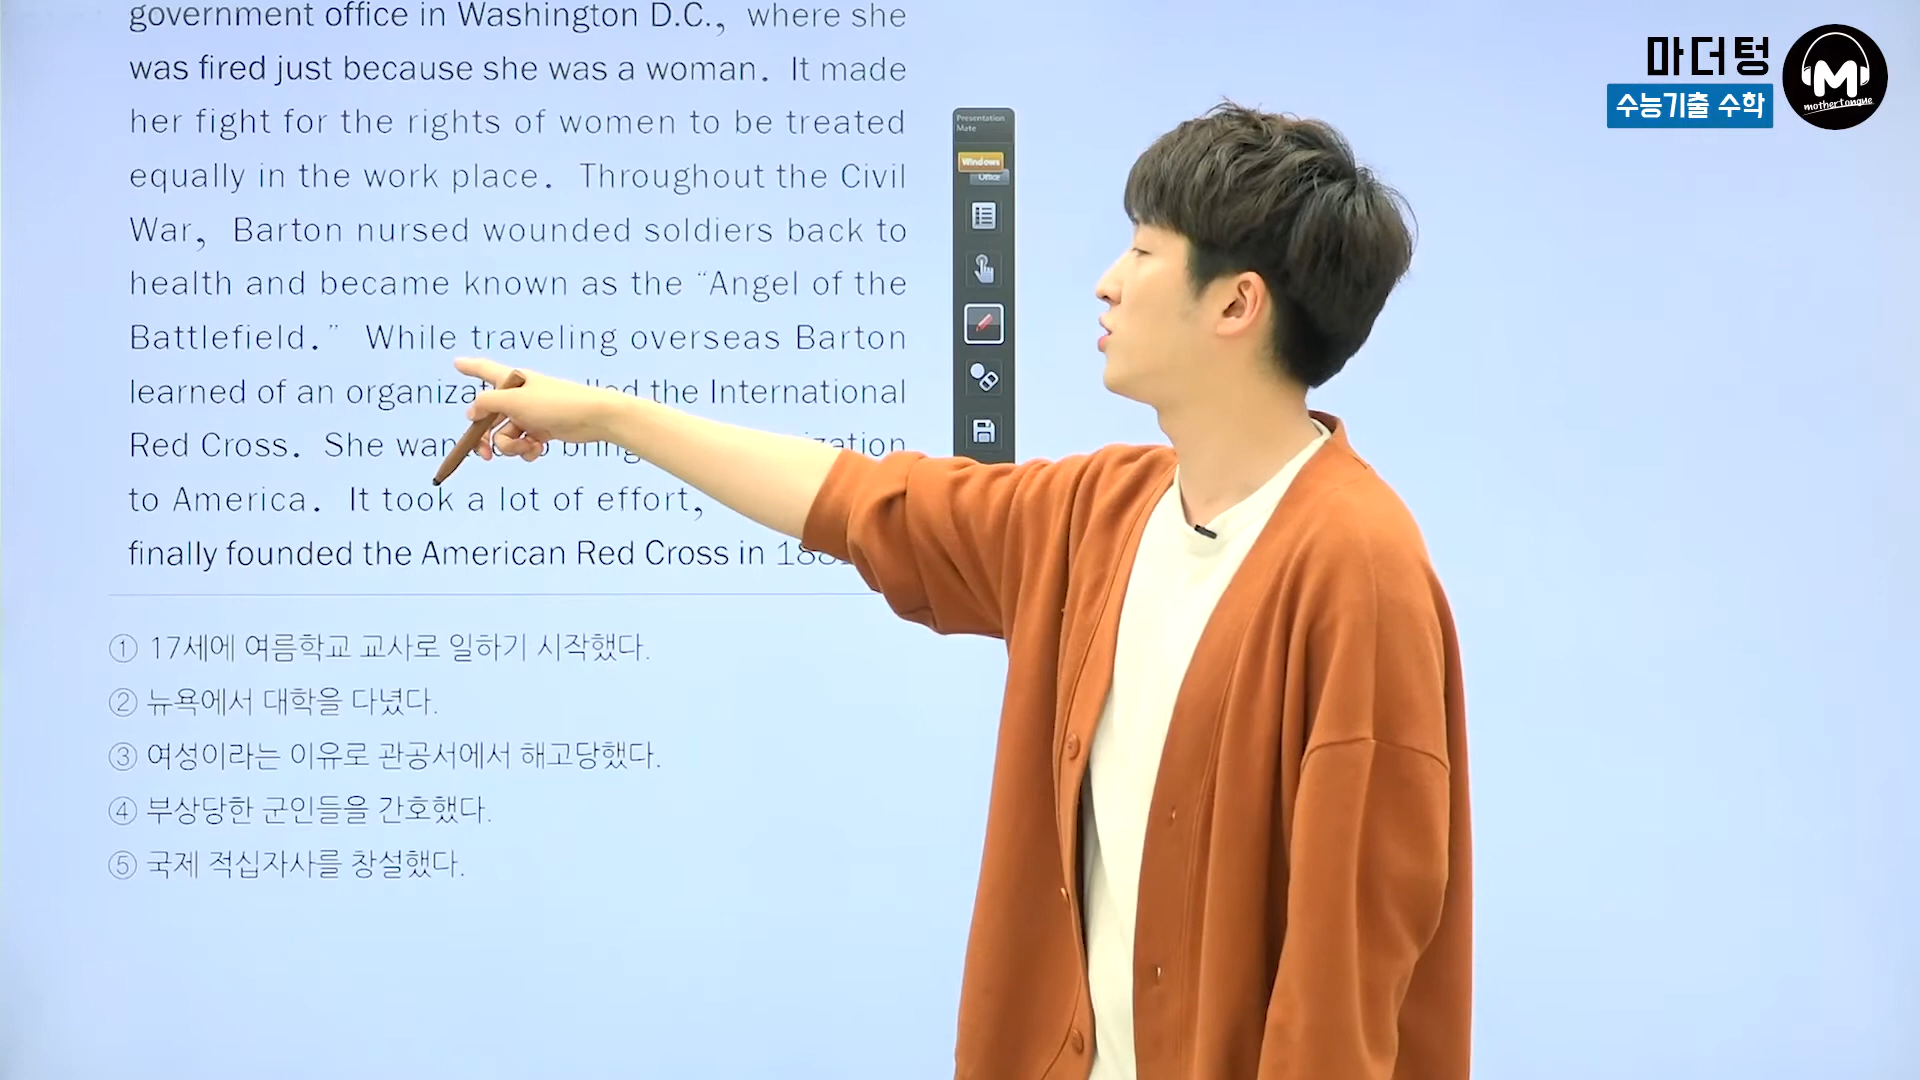 government office in Washington D.C., where she
was fired just because she was a woman. It made
her fight for the rights of women to be treated
equally in the work place. Throughout the Civil
War, Barton nursed wounded soldiers back to
health and became known as the “Angel of the
Battlefield.” While traveling overseas Barton
learned of an the International
Red Cross. She
to America. It took a lot of effort,
finally founded the American Red Cross in
① 17세에 여름학교 교사로 일하기 시작했다.
② 뉴욕에서 대학을 다녔다.
③ 여성이라는 이유로 관공서에서 해고당했다.
④ 부상당한 군인들을 간호했다.
⑤ 국제 적십자사를 창설했다.
Presentation
Mate
Windows
Office
마더텅
수능기출 수학
M
mothertongue